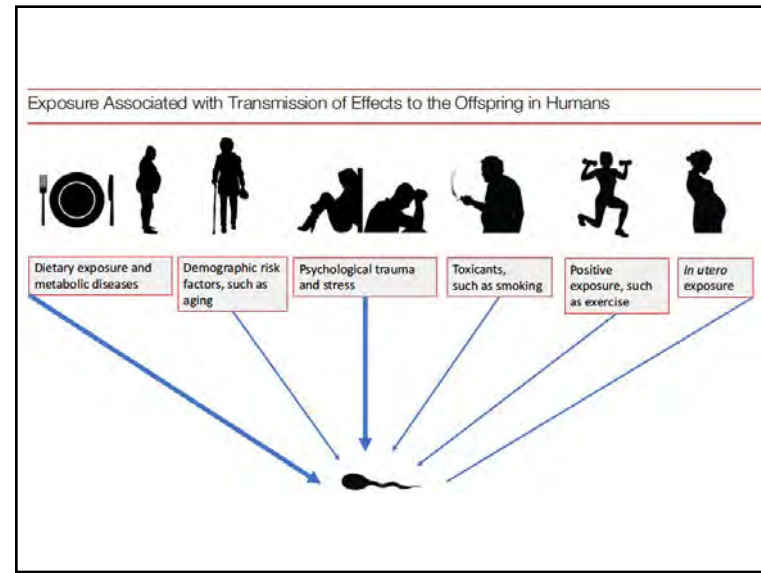 Exposure Associated with Transmission of Effects to the Offspring in Humans
Dietary exposure and
metabolic diseases
Demographic risk
factors, such as
aging
Psychological trauma
and stress
Toxicants,
such as smoking
Positive
exposure, such
as exercise
In utero
exposure